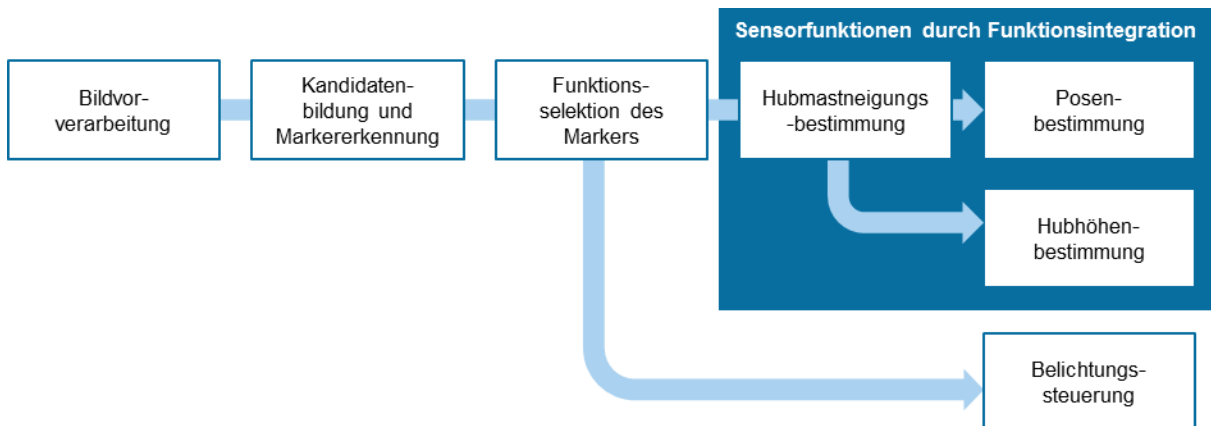 Sensorfunktionen durch Funktionsintegration
Bildvor-
verarbeitung
Kandidaten-
bildung und
Markererkennung
Funktions-
selektion des
Markers
Hubmastneigungs
-bestimmung
Posen-
bestimmung
Hubhöhen-
bestimmung
Belichtungs-
steuerung